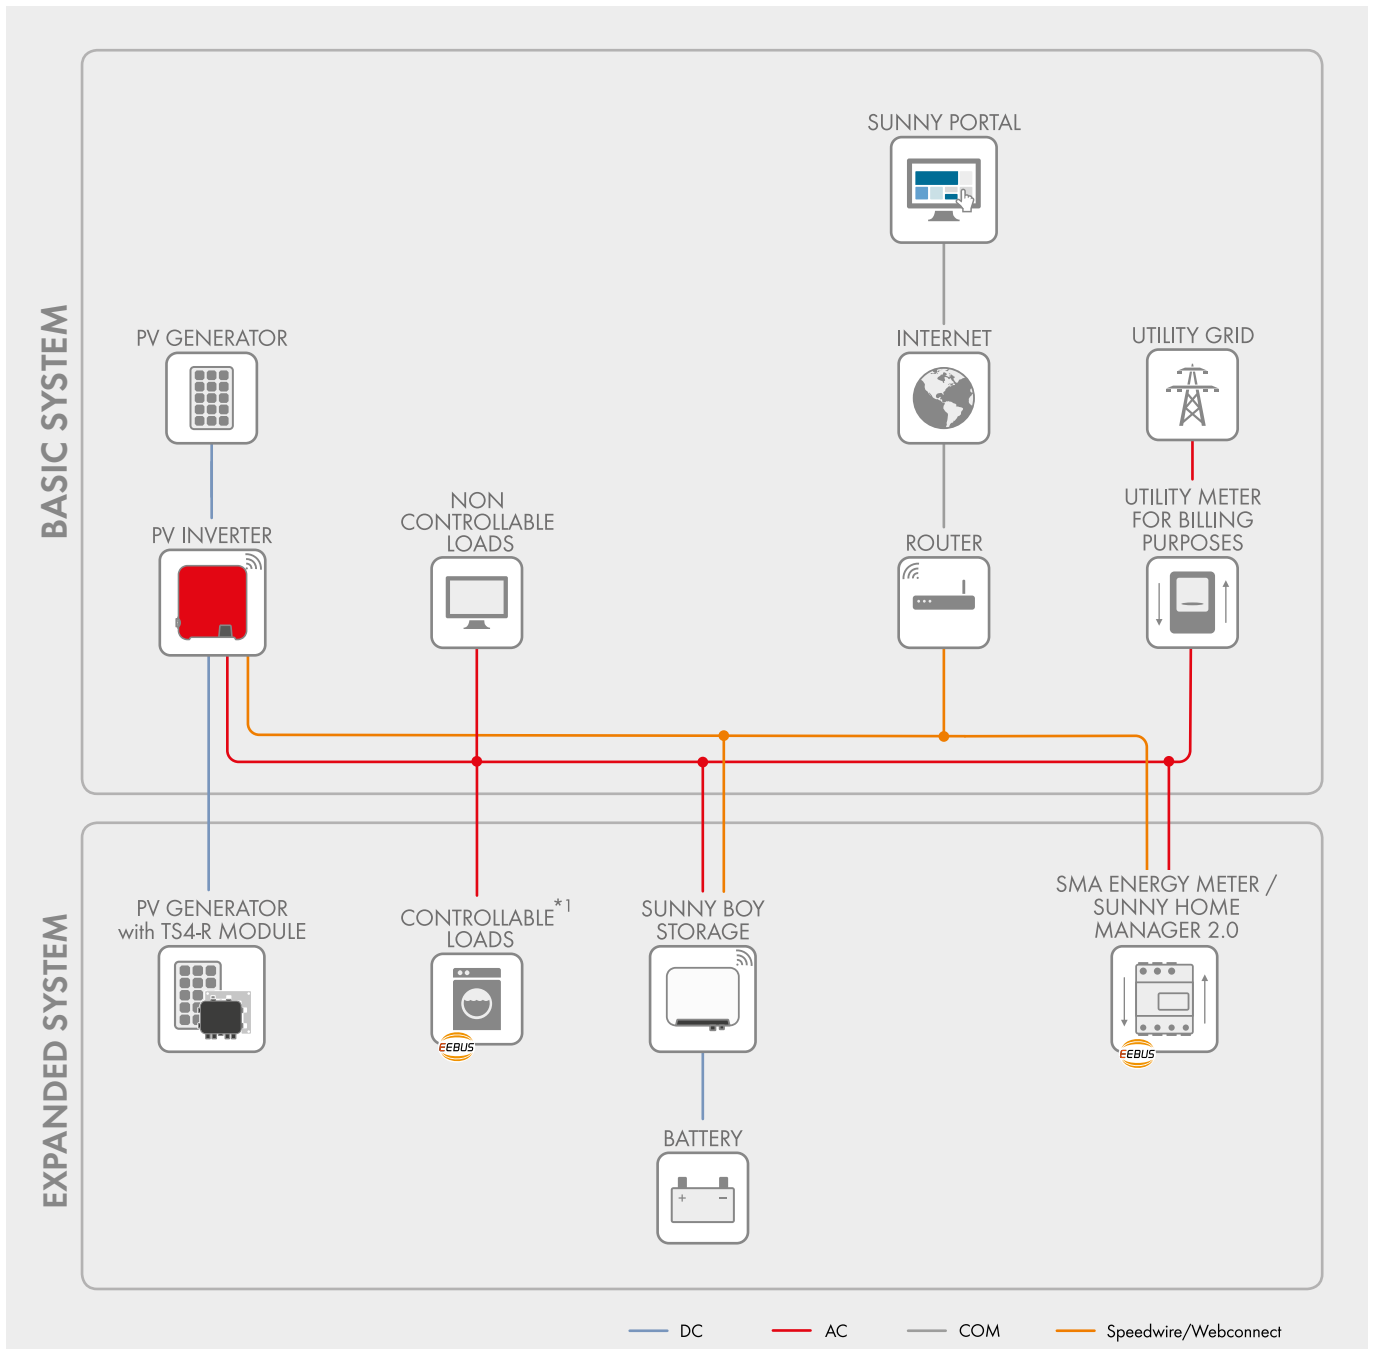 BASIC SYSTEM
SUNNY PORTAL
PV GENERATOR
INTERNET
UTILITY GRID
PV INVERTER
NON
CONTROLLABLE
LOADS
ROUTER
UTILITY METER
FOR BILLING
PURPOSES
EXPANDED SYSTEM
PV GENERATOR
with TS4-R MODULE
CONTROLLABLE*1
LOADS
EEBUS
SUNNY BOY
STORAGE
SMA ENERGY METER /
SUNNY HOME
MANAGER 2.0
EEBUS
BATTERY
+ −
DC
AC
COM
Speedwire/Webconnect